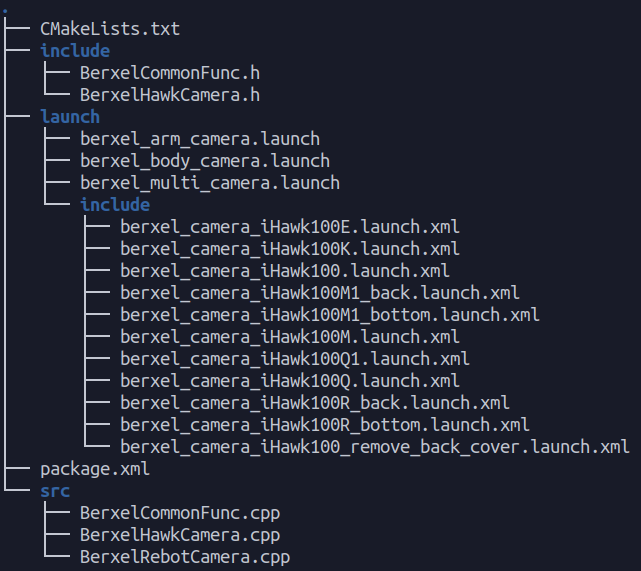 .
├── CMakeLists.txt
├── include
│   ├── BerxelCommonFunc.h
│   └── BerxelHawkCamera.h
├── launch
│   ├── berxel_arm_camera.launch
│   ├── berxel_body_camera.launch
│   ├── berxel_multi_camera.launch
│   └── include
│       ├── berxel_camera_iHawk100E.launch.xml
│       ├── berxel_camera_iHawk100K.launch.xml
│       ├── berxel_camera_iHawk100.launch.xml
│       ├── berxel_camera_iHawk100M1_back.launch.xml
│       ├── berxel_camera_iHawk100M1_bottom.launch.xml
│       ├── berxel_camera_iHawk100M.launch.xml
│       ├── berxel_camera_iHawk100Q1.launch.xml
│       ├── berxel_camera_iHawk100Q.launch.xml
│       ├── berxel_camera_iHawk100R_back.launch.xml
│       ├── berxel_camera_iHawk100R_bottom.launch.xml
│       └── berxel_camera_iHawk100_remove_back_cover.launch.xml
├── package.xml
└── src
    ├── BerxelCommonFunc.cpp
    ├── BerxelHawkCamera.cpp
    └── BerxelRebotCamera.cpp